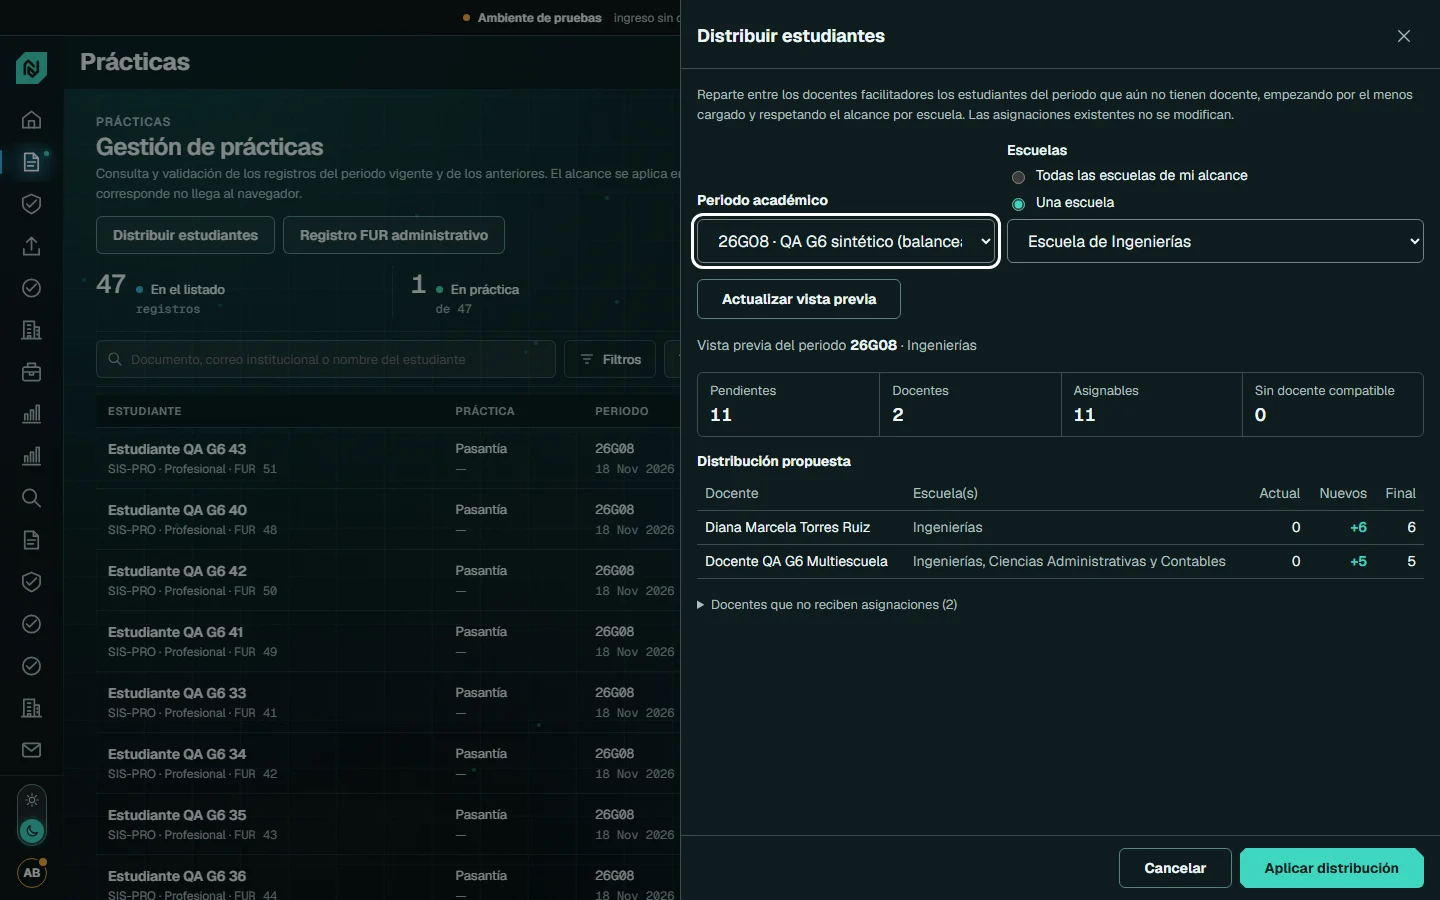 Ambiente de pruebas ingreso sin
Prácticas
PRÁCTICAS
Gestión de prácticas
Consulta y validación de los registros del periodo vigente y de los anteriores. El alcance se aplica
corresponde no llega al navegador.
Distribuir estudiantes
Registro FUR administrativo
47 En el listado
registros
1 En práctica
de 47
Documento, correo institucional o nombre del estudiante
Filtros
ESTUDIANTE PRÁCTICA PERIODO
Estudiante QA G6 43 Pasantía 26G08
SIS-PRO · Profesional · FUR 51 — 18 Nov 2026
Estudiante QA G6 40 Pasantía 26G08
SIS-PRO · Profesional · FUR 48 — 18 Nov 2026
Estudiante QA G6 42 Pasantía 26G08
SIS-PRO · Profesional · FUR 50 — 18 Nov 2026
Estudiante QA G6 41 Pasantía 26G08
SIS-PRO · Profesional · FUR 49 — 18 Nov 2026
Estudiante QA G6 33 Pasantía 26G08
SIS-PRO · Profesional · FUR 41 — 18 Nov 2026
Estudiante QA G6 34 Pasantía 26G08
SIS-PRO · Profesional · FUR 42 — 18 Nov 2026
Estudiante QA G6 35 Pasantía 26G08
SIS-PRO · Profesional · FUR 43 — 18 Nov 2026
Estudiante QA G6 36 Pasantía 26G08
SIS-PRO · Profesional · FUR 44 — 18 Nov 2026
AB
Distribuir estudiantes
Reparte entre los docentes facilitadores los estudiantes del periodo que aún no tienen docente, empezando por el menos
cargado y respetando el alcance por escuela. Las asignaciones existentes no se modifican.
Escuelas
Todas las escuelas de mi alcance
Una escuela
Periodo académico
26G08 · QA G6 sintético (balancea
Escuela de Ingenierías
Actualizar vista previa
Vista previa del periodo 26G08 · Ingenierías
Pendientes Docentes Asignables Sin docente compatible
11 2 11 0
Distribución propuesta
Docente Escuela(s) Actual Nuevos Final
Diana Marcela Torres Ruiz Ingenierías 0 +6 6
Docente QA G6 Multiescuela Ingenierías, Ciencias Administrativas y Contables 0 +5 5
Docentes que no reciben asignaciones (2)
Cancelar
Aplicar distribución